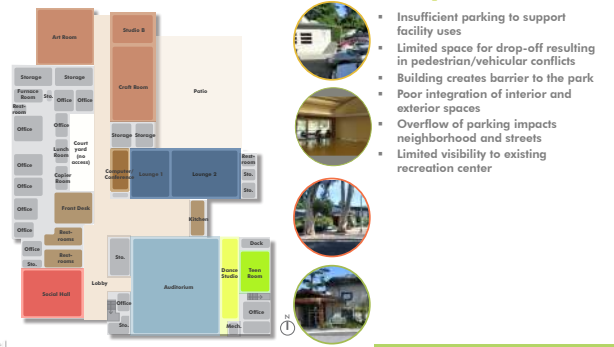 Art Room
Studio B
Craft Room
Patio
Storage
Storage
Furnace
Room
Sto.
Office
Office
Rest-
room
Office
Office
Court
yard
(no
access)
Lunch
Room
Office
Copier
Room
Office
Storage
Storage
Computer/
Conference
Lounge 1
Lounge 2
Rest-
room
Sto.
Sto.
Office
Front Desk
Kitchen
Office
Rest-
rooms
Office
Rest-
rooms
Sto.
Sto.
Dock
Social Hall
Lobby
Auditorium
Dance
Studio
Teen
Room
Office
Office
Sto.
Mech.
N
▪ Insufficient parking to support
facility uses
▪ Limited space for drop-off resulting
in pedestrian/vehicular conflicts
▪ Building creates barrier to the park
▪ Poor integration of interior and
exterior spaces
▪ Overflow of parking impacts
neighborhood and streets
▪ Limited visibility to existing
recreation center